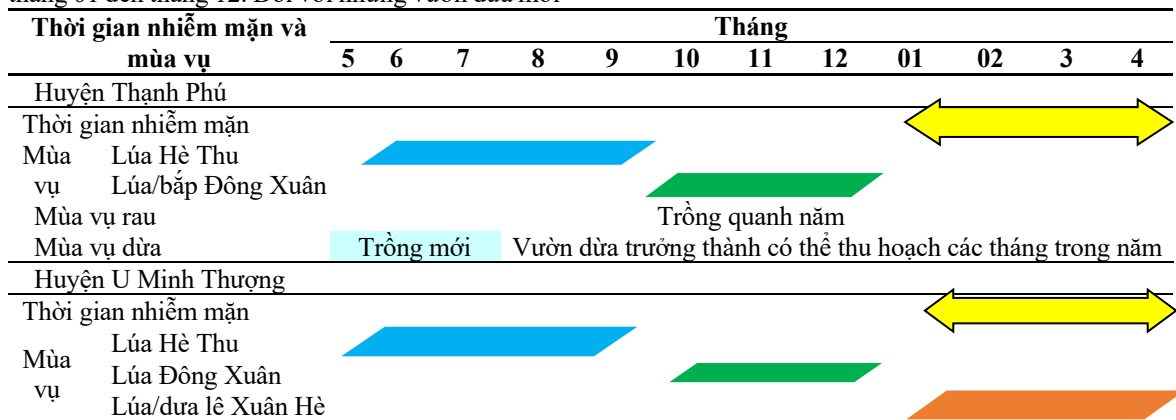 tháng 01 đến tháng 12. Đối với những vườn dừa mới
Thời gian nhiễm mặn và mùa vụ Tháng
5 6 7 8 9 10 11 12 01 02 3 4
Huyện Thạnh Phú
Thời gian nhiễm mặn
Mùa vụ Lúa Hè Thu
Lúa/bắp Đông Xuân
Mùa vụ rau Trồng quanh năm
Mùa vụ dừa Trồng mới Vườn dừa trưởng thành có thể thu hoạch các tháng trong năm
Huyện U Minh Thượng
Thời gian nhiễm mặn
Mùa vụ Lúa Hè Thu
Lúa Đông Xuân
Lúa/dưa lê Xuân Hè